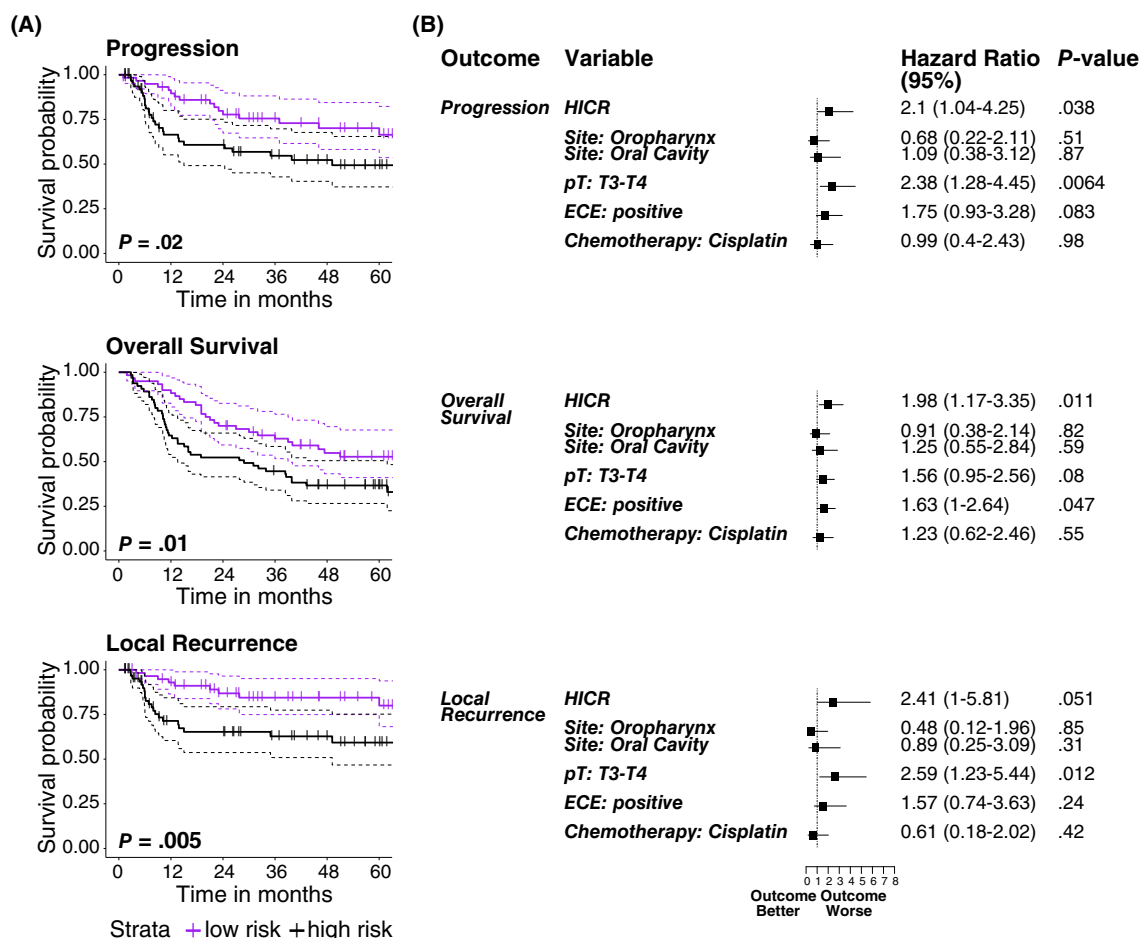 (A)
Progression
Survival probability
1.00
0.75
0.50
0.25
0.00
P = .02
0 12 24 36 48 60
Time in months
Overall Survival
Survival probability
1.00
0.75
0.50
0.25
0.00
P = .01
0 12 24 36 48 60
Time in months
Local Recurrence
Survival probability
1.00
0.75
0.50
0.25
0.00
P = .005
0 12 24 36 48 60
Time in months
Strata low risk high risk
(B)
Outcome Variable Hazard Ratio P-value
(95%)
Progression HICR 2.1 (1.04-4.25) .038
Site: Oropharynx 0.68 (0.22-2.11) .51
Site: Oral Cavity 1.09 (0.38-3.12) .87
pT: T3-T4 2.38 (1.28-4.45) .0064
ECE: positive 1.75 (0.93-3.28) .083
Chemotherapy: Cisplatin 0.99 (0.4-2.43) .98
Overall HICR 1.98 (1.17-3.35) .011
Survival
Site: Oropharynx 0.91 (0.38-2.14) .82
Site: Oral Cavity 1.25 (0.55-2.84) .59
pT: T3-T4 1.56 (0.95-2.56) .08
ECE: positive 1.63 (1-2.64) .047
Chemotherapy: Cisplatin 1.23 (0.62-2.46) .55
Local HICR 2.41 (1-5.81) .051
Recurrence
Site: Oropharynx 0.48 (0.12-1.96) .85
Site: Oral Cavity 0.89 (0.25-3.09) .31
pT: T3-T4 2.59 (1.23-5.44) .012
ECE: positive 1.57 (0.74-3.63) .24
Chemotherapy: Cisplatin 0.61 (0.18-2.02) .42
0 1 2 3 4 5 6 7 8
Outcome Outcome
Better Worse